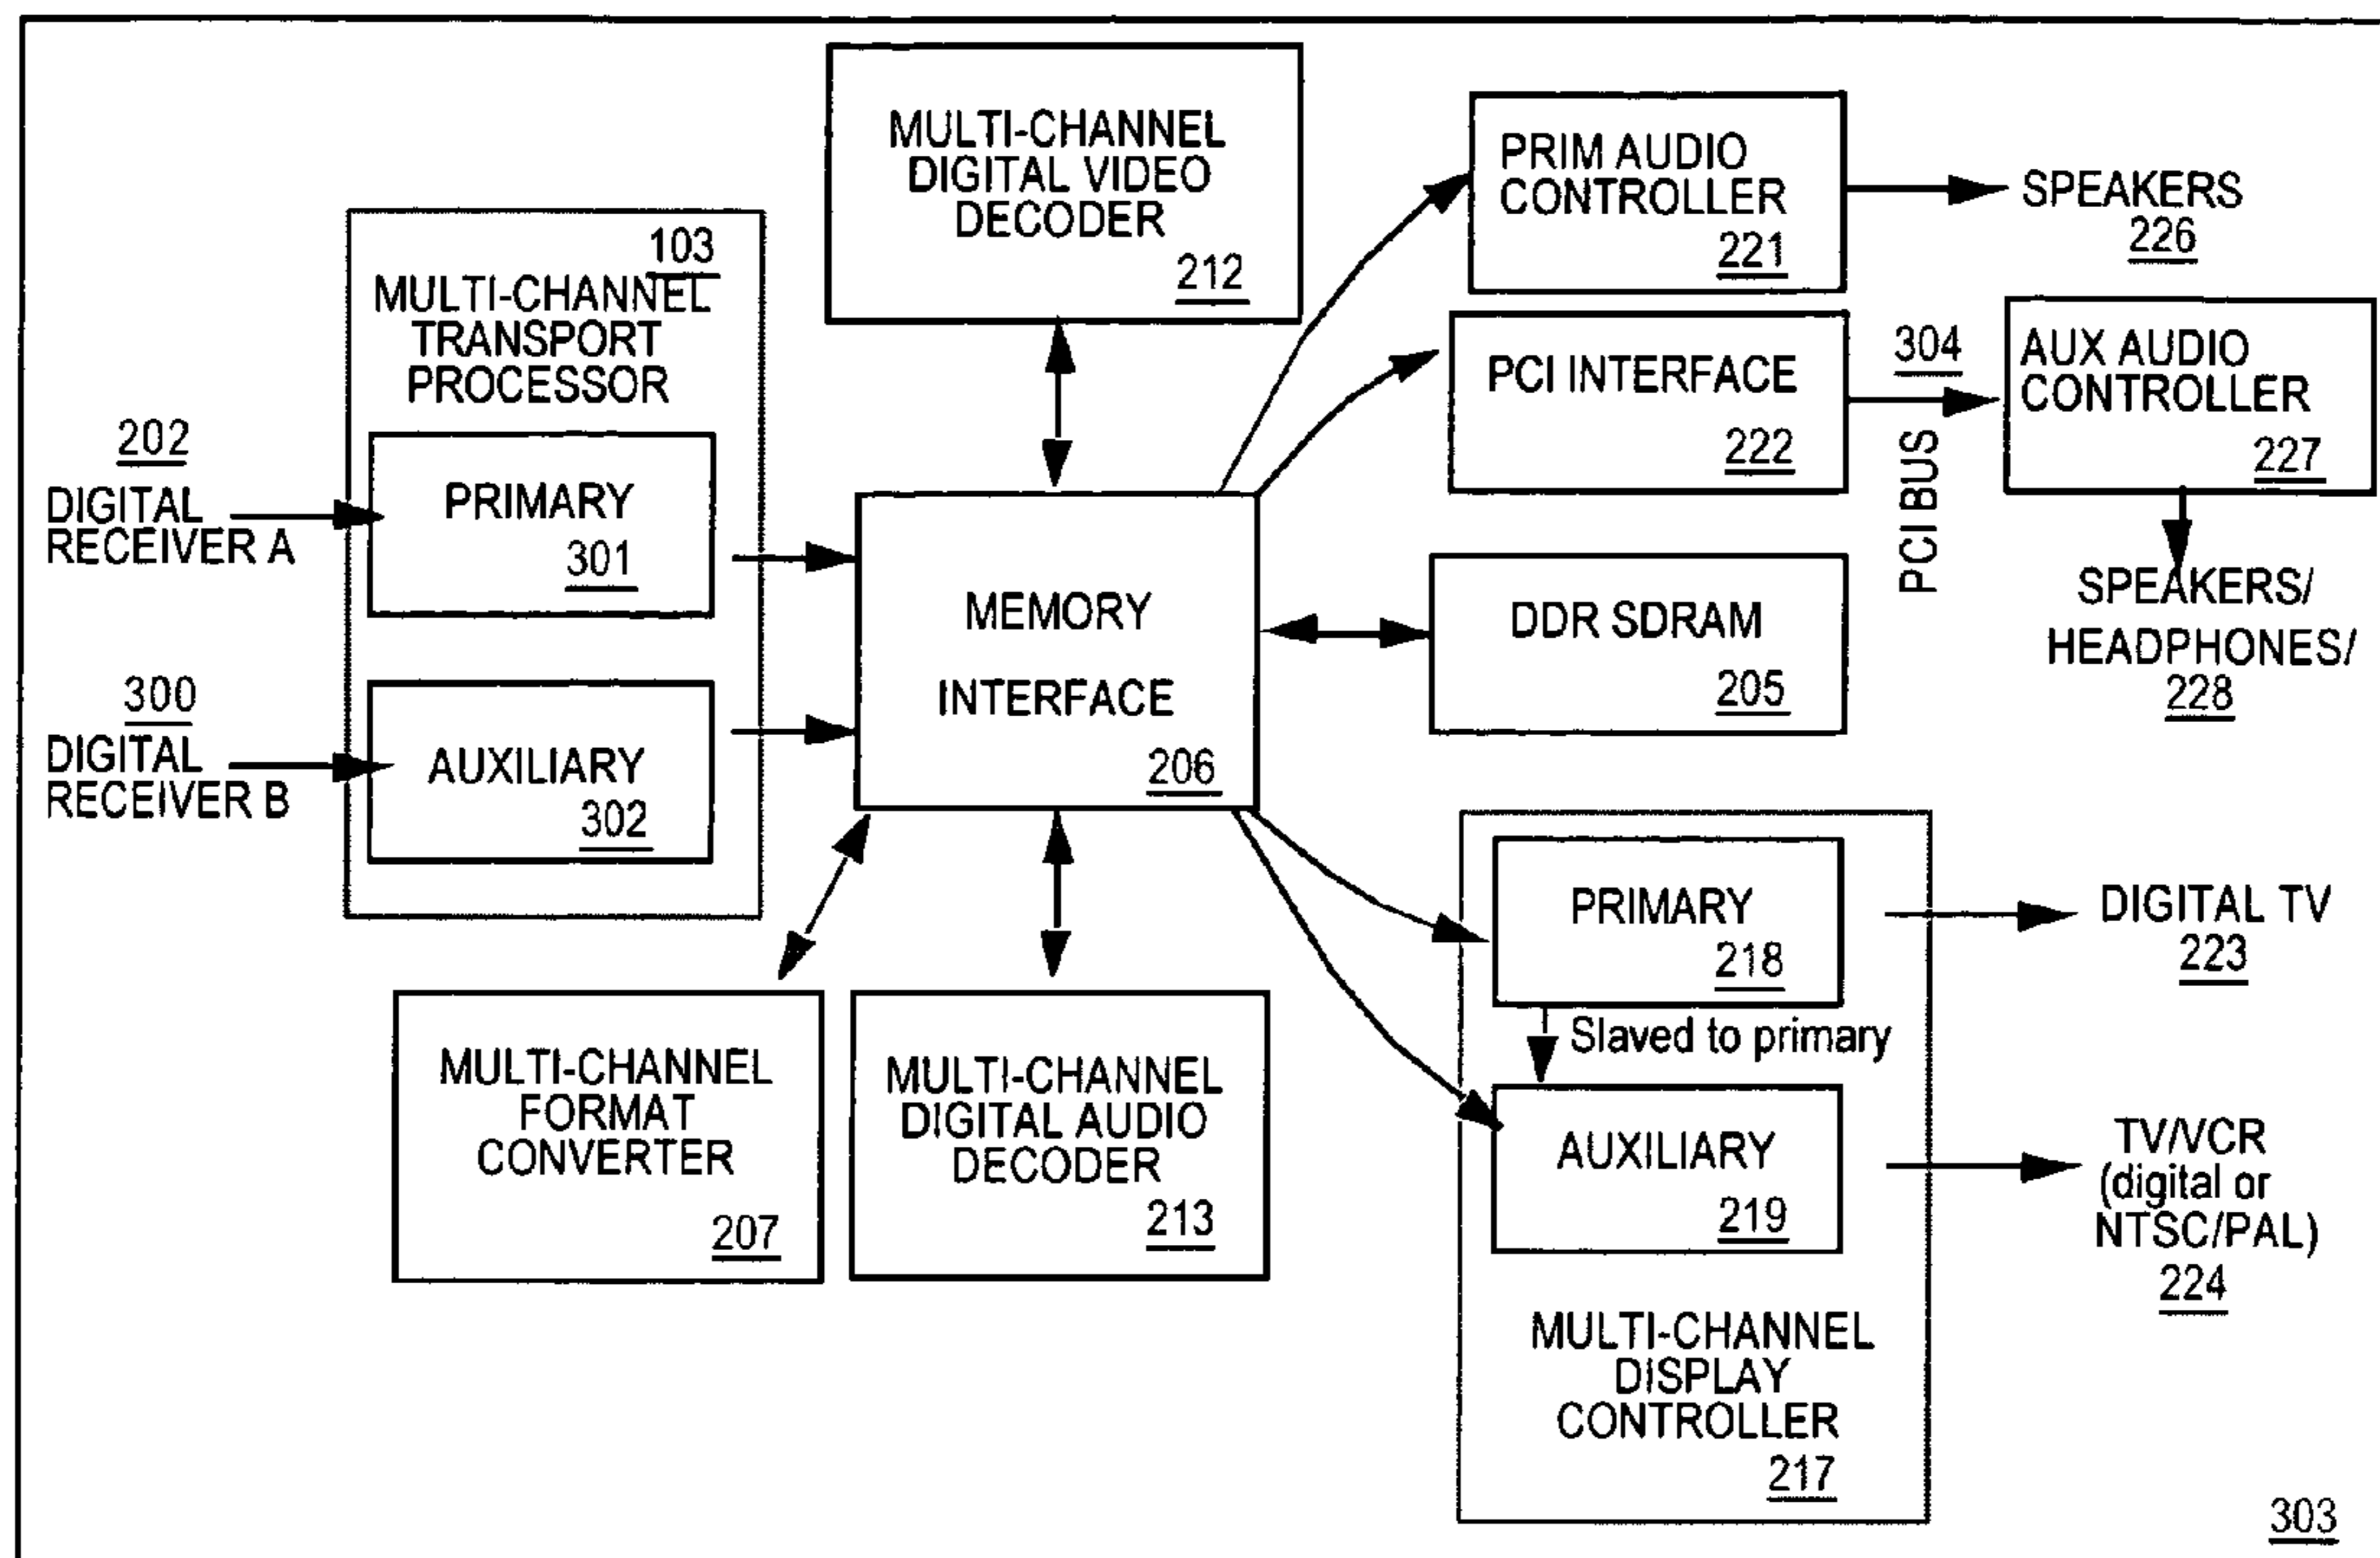 103
MULTI-CHANNEL
TRANSPORT
PROCESSOR
202
DIGITAL
RECEIVER A
PRIMARY
301
300
DIGITAL
RECEIVER B
AUXILIARY
302
MULTI-CHANNEL
DIGITAL VIDEO
DECODER
212
MEMORY
INTERFACE
206
MULTI-CHANNEL
FORMAT
CONVERTER
207
MULTI-CHANNEL
DIGITAL AUDIO
DECODER
213
PRIM AUDIO
CONTROLLER
221
SPEAKERS
226
PCI INTERFACE
222
304
PCI BUS
AUX AUDIO
CONTROLLER
227
SPEAKERS/
HEADPHONES/
228
DDR SDRAM
205
PRIMARY
218
Slaved to primary
AUXILIARY
219
MULTI-CHANNEL
DISPLAY
CONTROLLER
217
DIGITAL TV
223
TV/VCR
(digital or
NTSC/PAL)
224
303